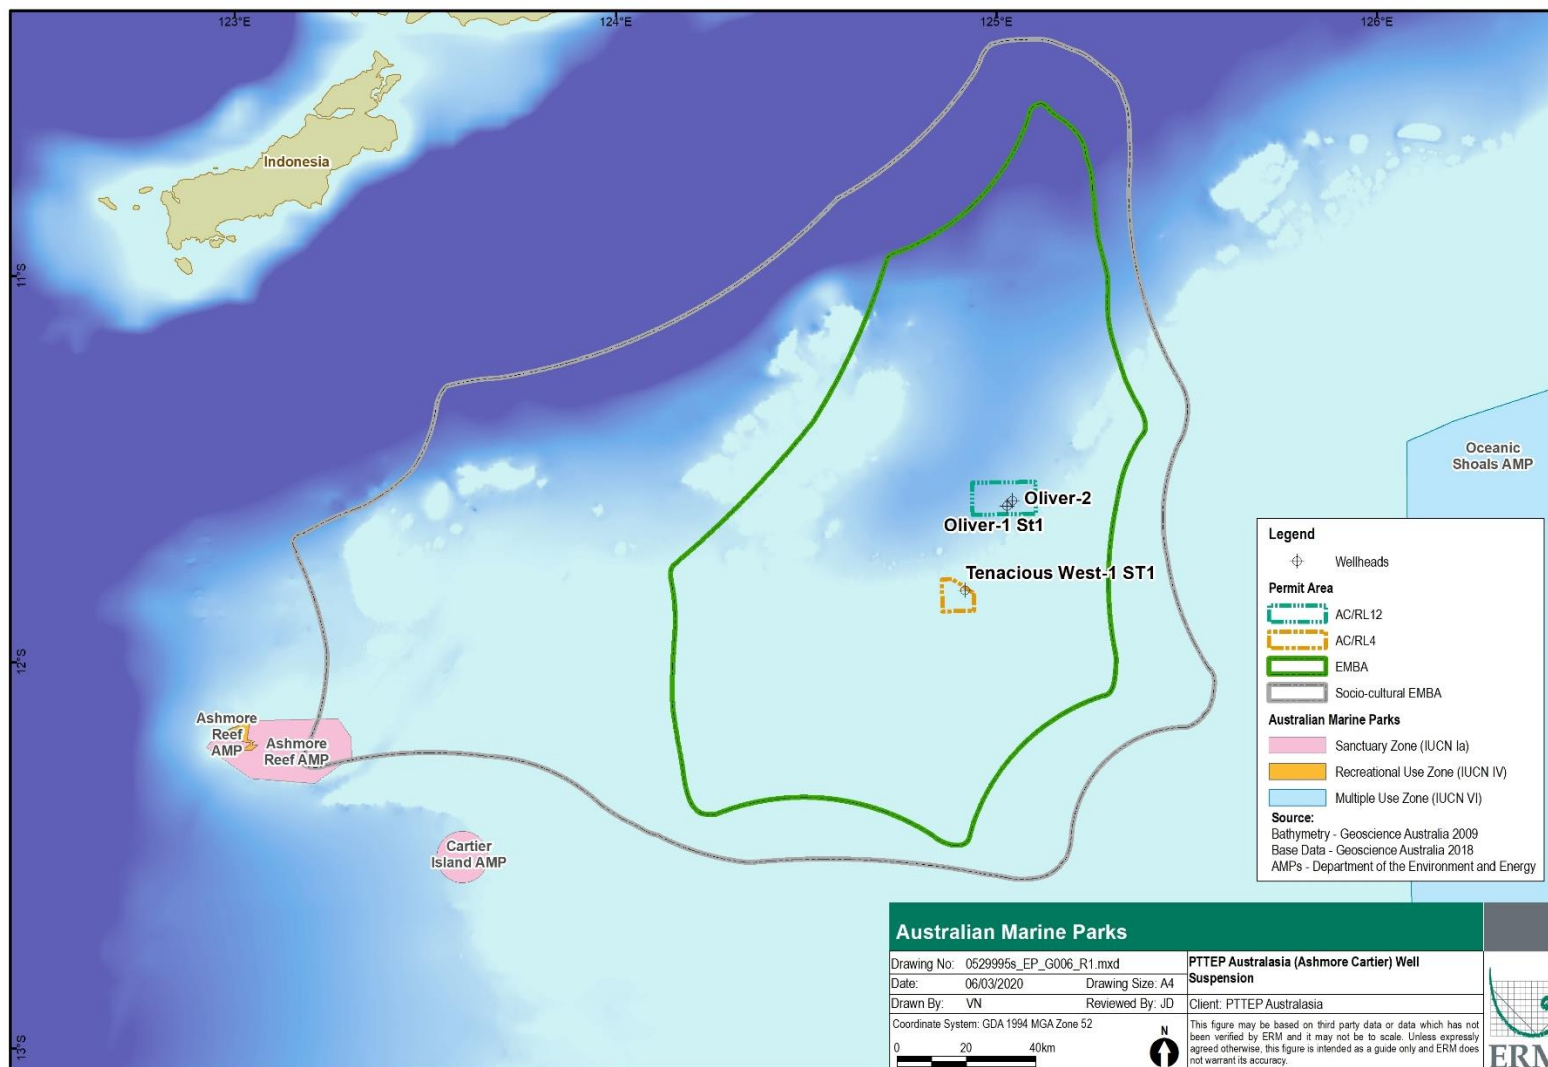 123°E
124°E
125°E
126°E
Indonesia
11°S
Oceanic
Shoals AMP
Oliver-2
Oliver-1 St1
Tenacious West-1 ST1
12°S
Ashmore
Reef
AMP
Ashmore
Reef AMP
Cartier
Island AMP
13°S
Legend
Wellheads
Permit Area
AC/RL12
AC/RL4
EMBA
Socio-cultural EMBA
Australian Marine Parks
Sanctuary Zone (IUCN Ia)
Recreational Use Zone (IUCN IV)
Multiple Use Zone (IUCN VI)
Source:
Bathymetry - Geoscience Australia 2009
Base Data - Geoscience Australia 2018
AMPs - Department of the Environment and Energy
Australian Marine Parks
Drawing No: 0529995s_EP_G006_R1.mxd
Date: 06/03/2020 Drawing Size: A4
Drawn By: VN Reviewed By: JD
Coordinate System: GDA 1994 MGA Zone 52
0 20 40km
N
PTTEP Australasia (Ashmore Cartier) Well
Suspension
Client: PTTEP Australasia
This figure may be based on third party data or data which has not
been verified by ERM and it may not be to scale. Unless expressly
agreed otherwise, this figure is intended as a guide only and ERM does
not warrant its accuracy.
ERM